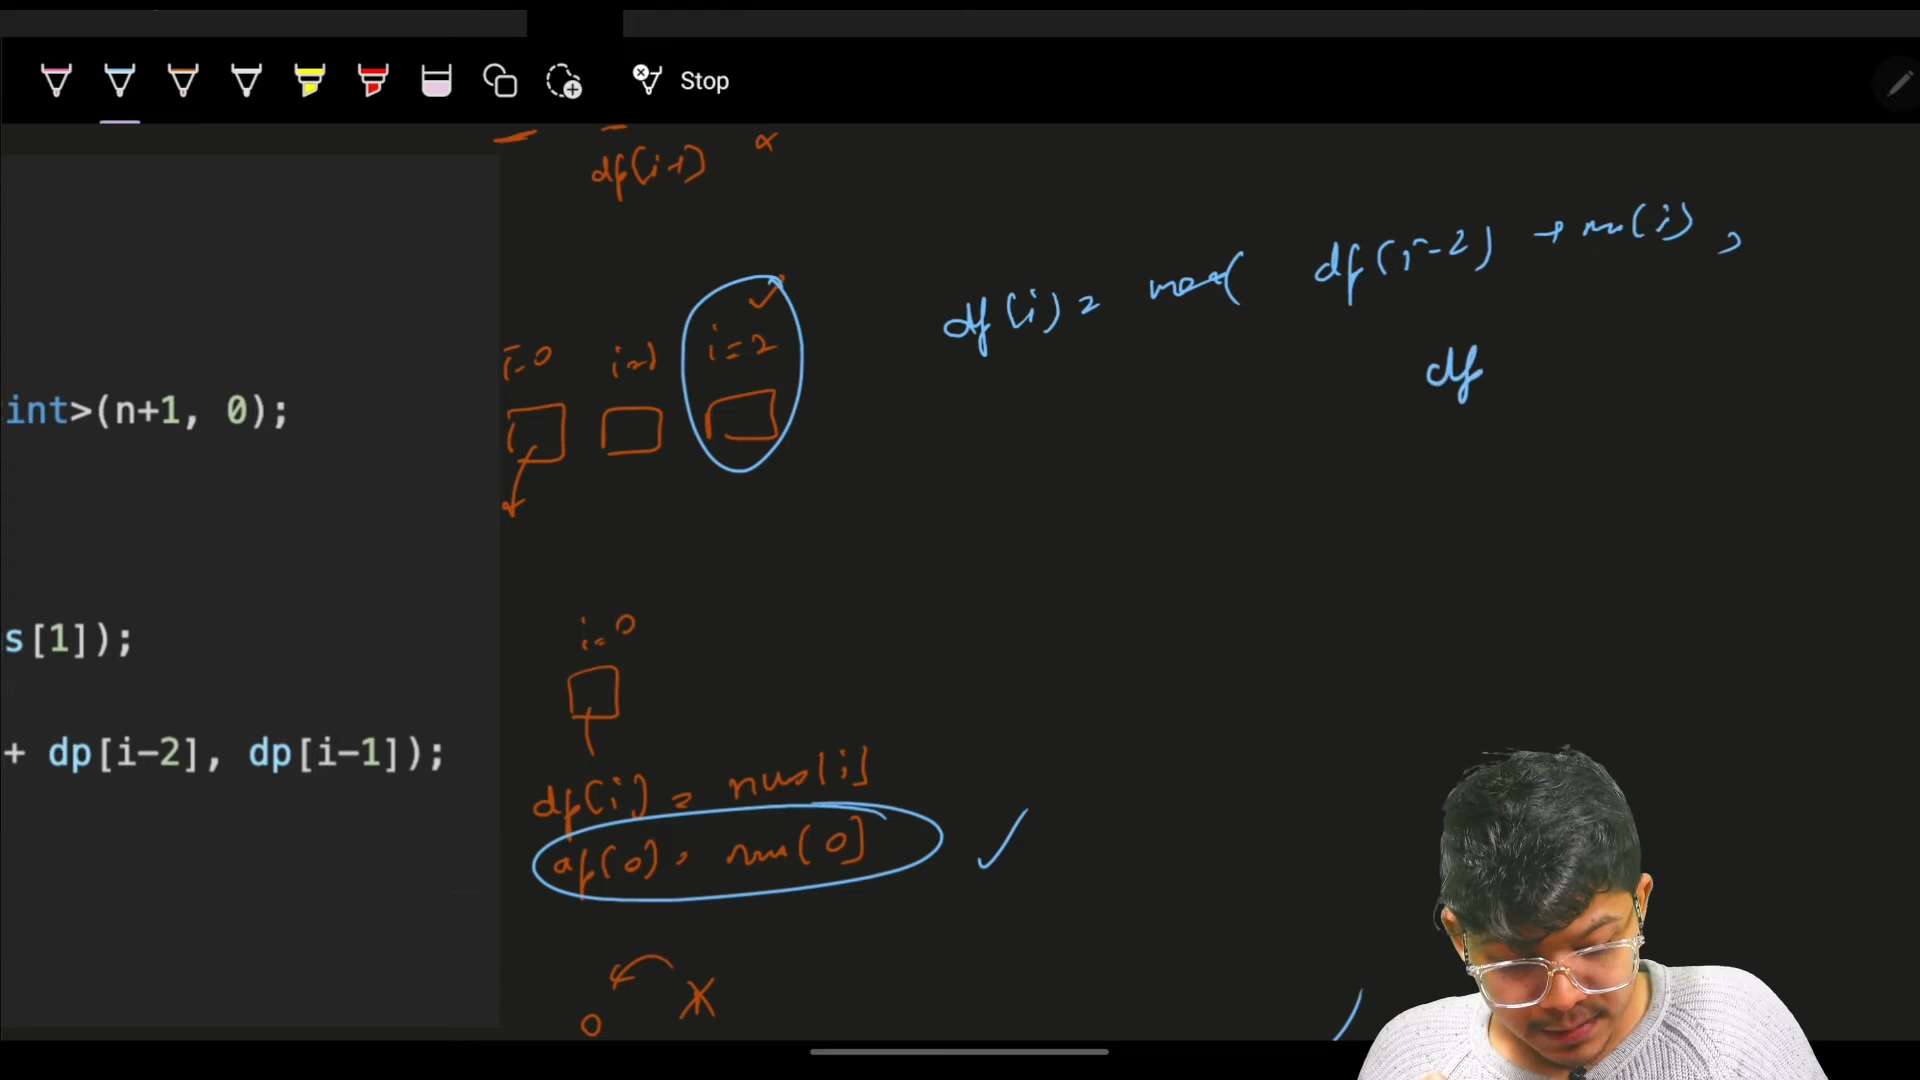 Stop
dp(i-1) x
dp(i) = max( dp(i-2) + nu(i) ,
dp
i=0 i=1 i=2
int>(n+1, 0);
s[1]);
i=0
+ dp[i-2], dp[i-1]);
dp(i) = nus[i]
dp(0) = nu(0]
0 X